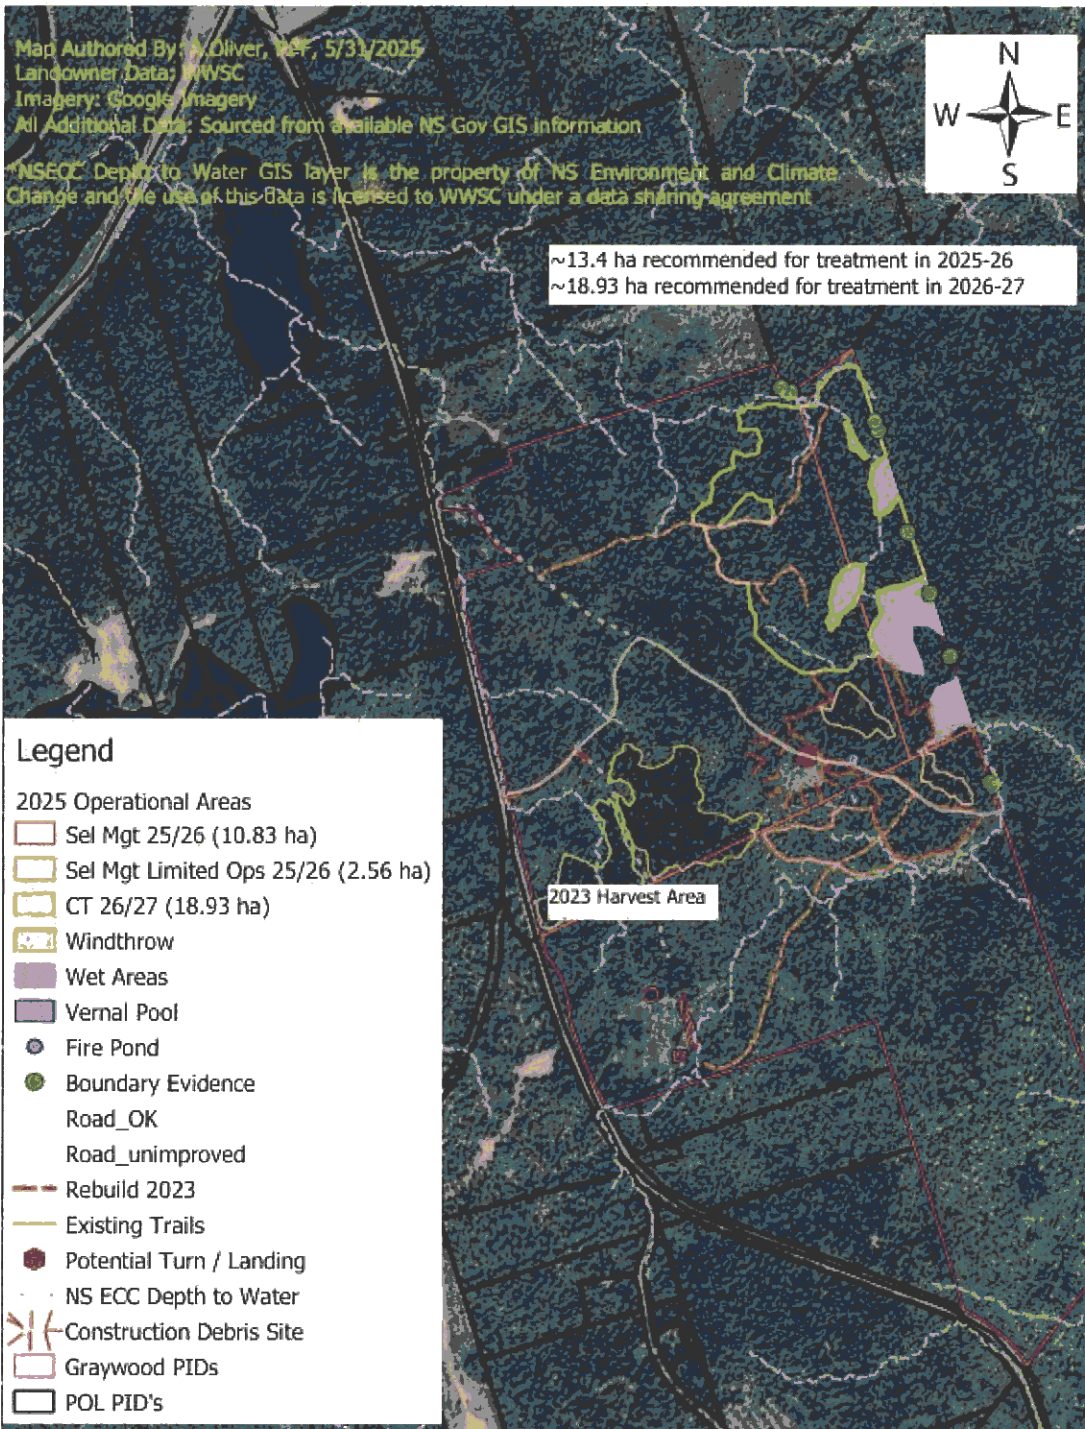 Map Authored By: A.Oliver, RPF, 5/31/2025
Landowner Data: WWSC
Imagery: Google Imagery
All Additional Data: Sourced from available NS Gov GIS information
*NSECC Depth to Water GIS layer is the property of NS Environment and Climate
Change and the use of this data is licensed to WWSC under a data sharing agreement
N
W E
S
~13.4 ha recommended for treatment in 2025-26
~18.93 ha recommended for treatment in 2026-27
2023 Harvest Area
Legend
2025 Operational Areas
Sel Mgt 25/26 (10.83 ha)
Sel Mgt Limited Ops 25/26 (2.56 ha)
CT 26/27 (18.93 ha)
Windthrow
Wet Areas
Vernal Pool
Fire Pond
Boundary Evidence
Road_OK
Road_unimproved
Rebuild 2023
Existing Trails
Potential Turn / Landing
NS ECC Depth to Water
Construction Debris Site
Graywood PIDs
POL PID's